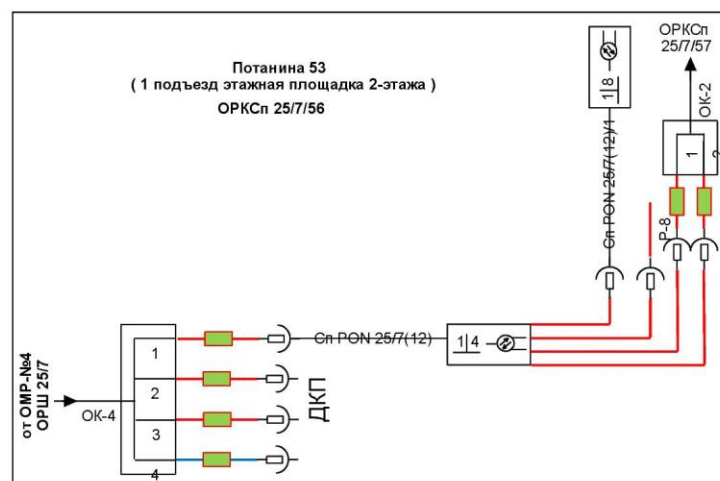 Потанина 53
( 1 подъезд этажная площадка 2-этажа )
ОРКСп 25/7/56
1|8
ОРКСп
25/7/57
ОК-2
1
2
Сп PON 25/7(12)/1
Р-8
от ОМР-№4
ОРШ 25/7
ОК-4
1
2
3
4
ДКП
Сп PON 25/7(12)
1|4